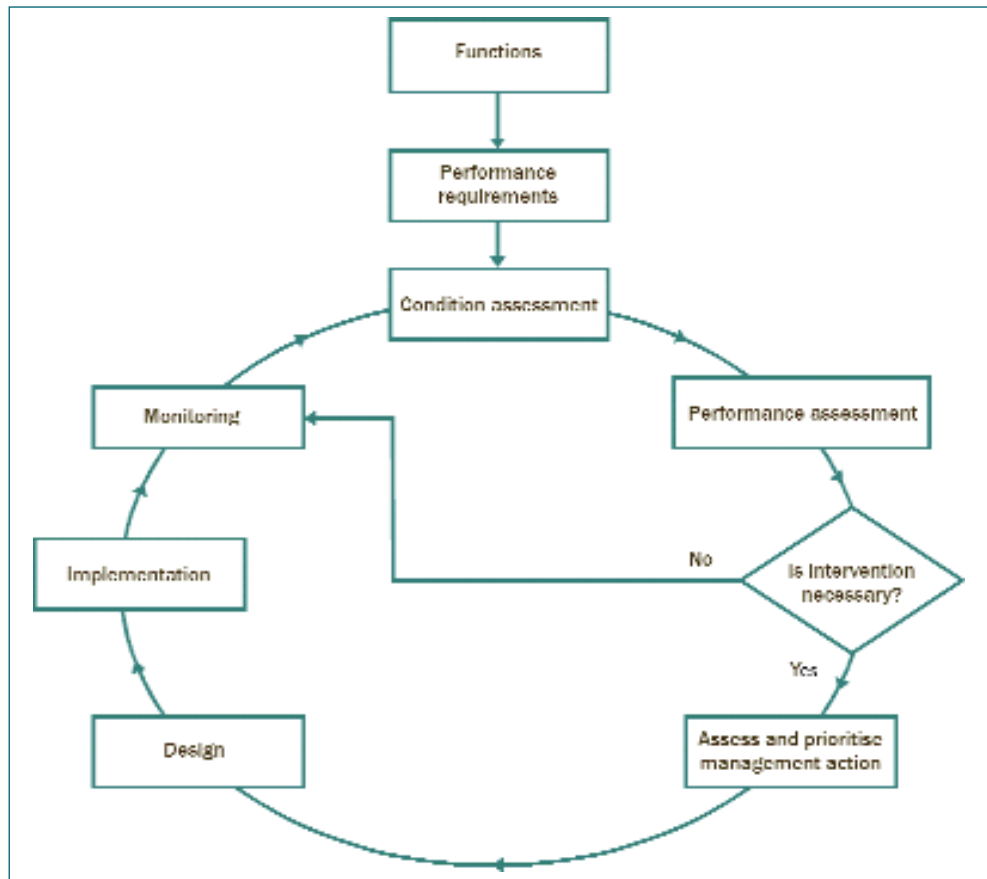 Functions
Performance
requirements
Condition assessment
Monitoring
Performance assessment
Implementation
No
Is intervention
necessary?
Yes
Design
Assess and prioritise
management action